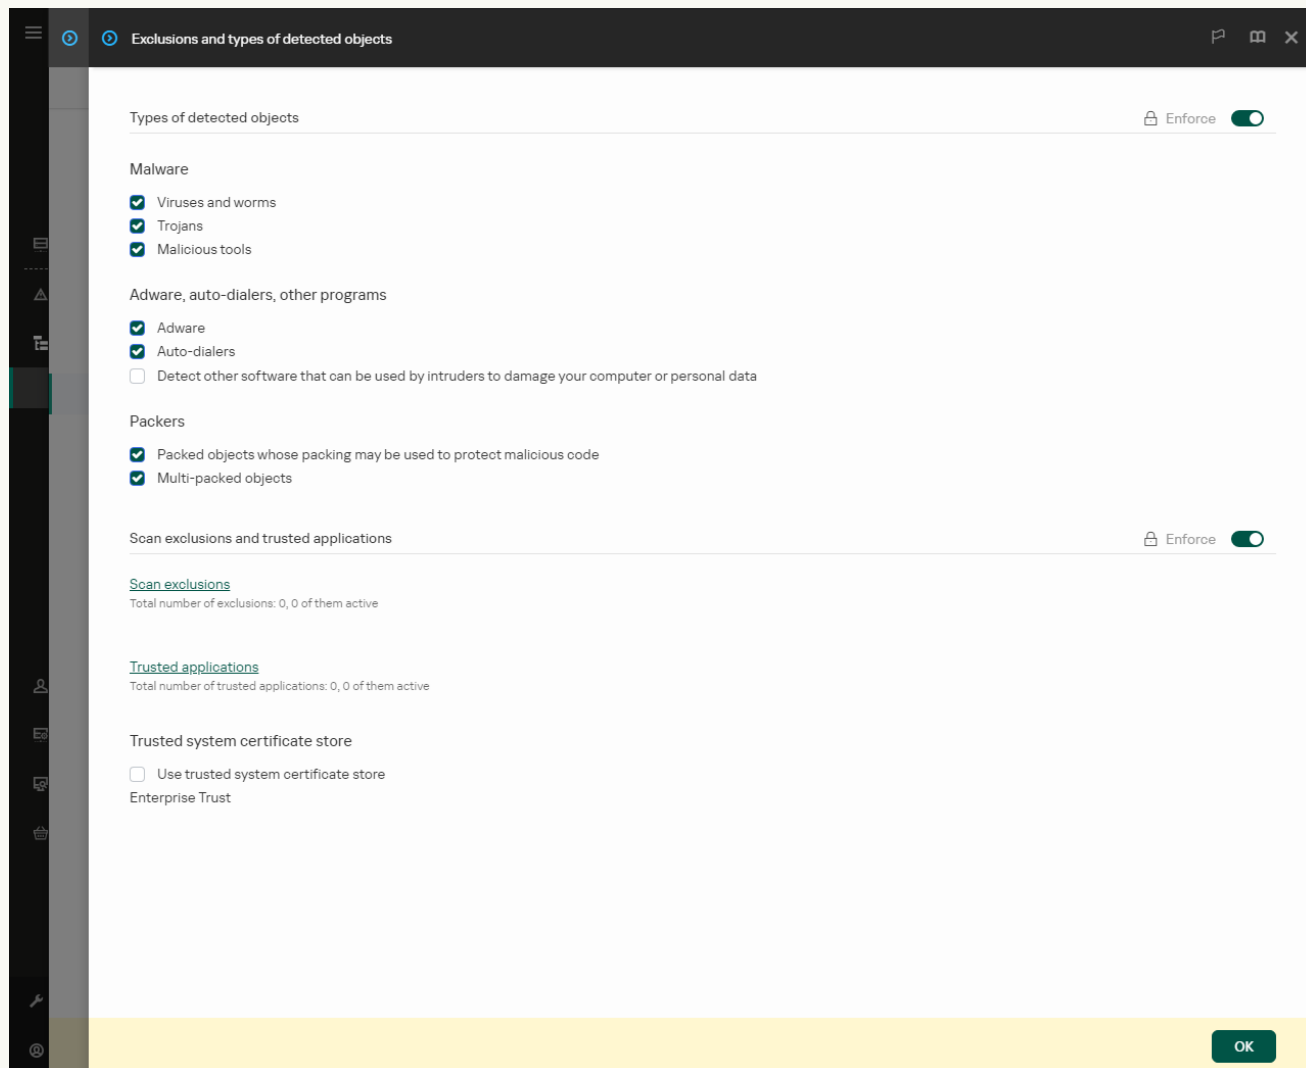 Exclusions and types of detected objects
Types of detected objects
Enforce
Malware
Viruses and worms
Trojans
Malicious tools
Adware, auto-dialers, other programs
Adware
Auto-dialers
Detect other software that can be used by intruders to damage your computer or personal data
Packers
Packed objects whose packing may be used to protect malicious code
Multi-packed objects
Scan exclusions and trusted applications
Enforce
Scan exclusions
Total number of exclusions: 0, 0 of them active
Trusted applications
Total number of trusted applications: 0, 0 of them active
Trusted system certificate store
Use trusted system certificate store
Enterprise Trust
OK